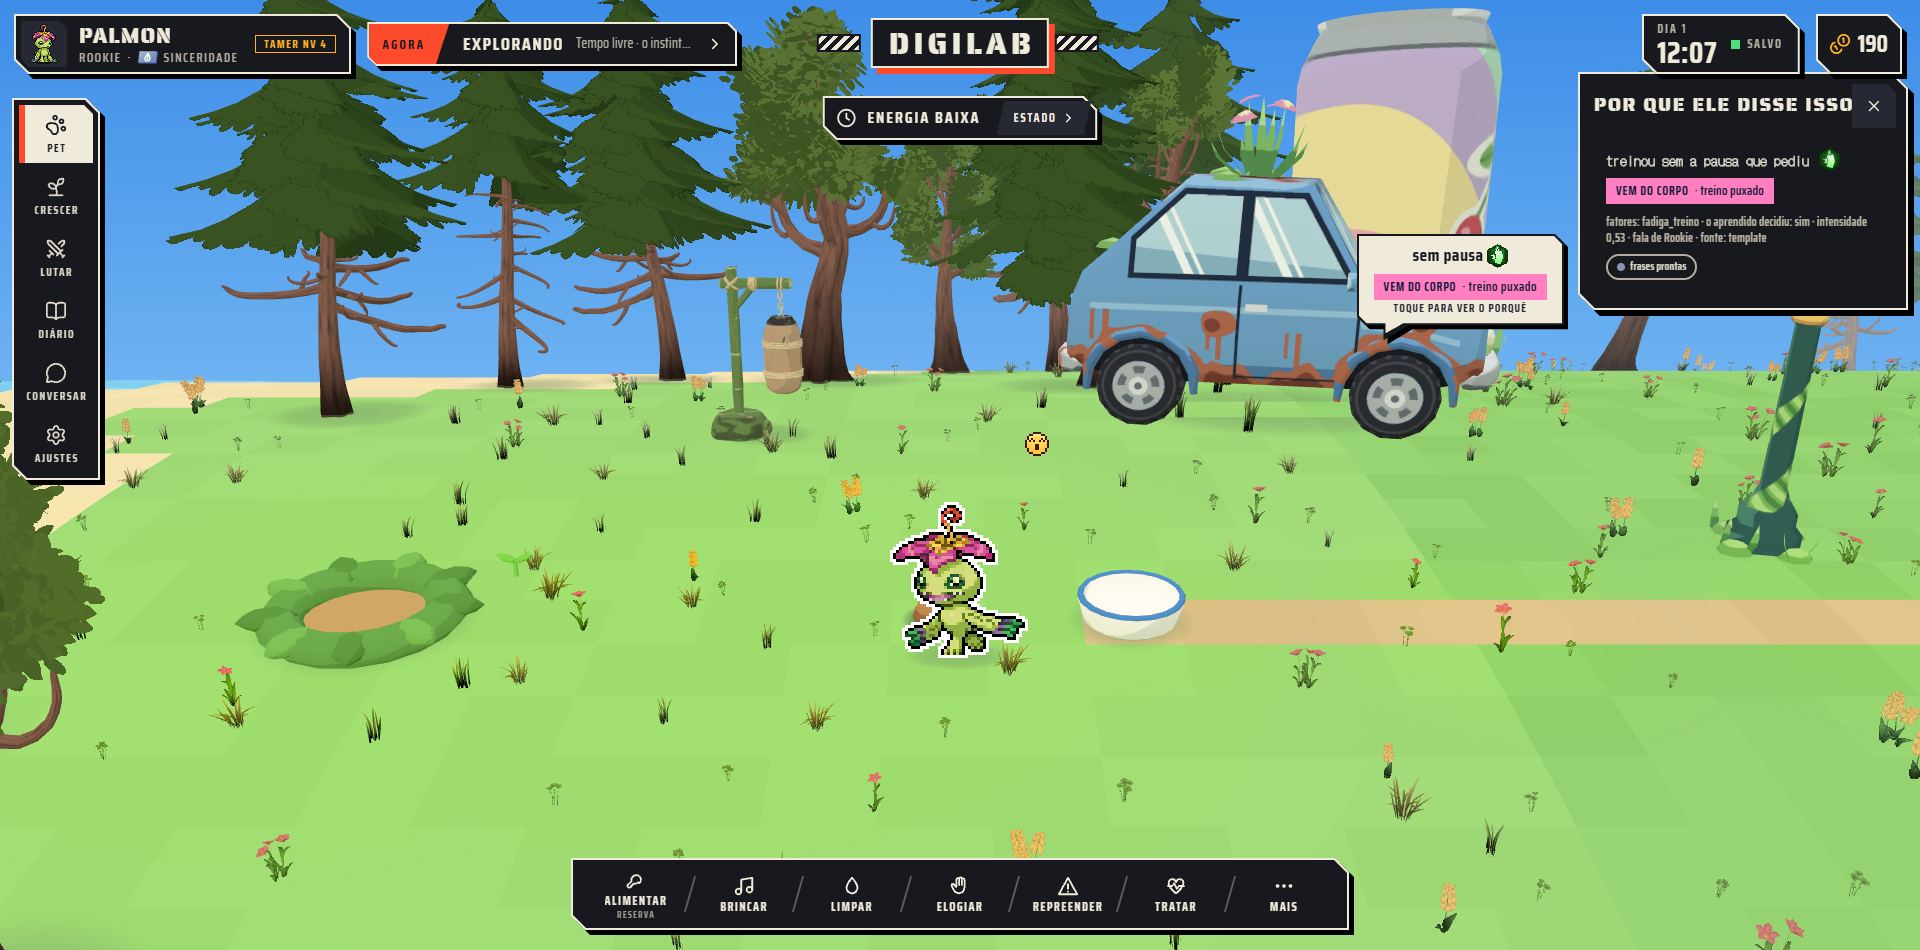 PALMON
ROOKIE · SINCERIDADE
TAMER NV 4
AGORA
EXPLORANDO Tempo livre · o instint...
DIGILAB
DIA 1
12:07
SALVO
190
ENERGIA BAIXA
ESTADO
PET
CRESCER
LUTAR
DIÁRIO
CONVERSAR
AJUSTES
POR QUE ELE DISSE ISSO
treinou sem a pausa que pediu
VEM DO CORPO · treino puxado
fatores: fadiga_treino · o aprendido decidiu: sim · intensidade
0,53 · fala de Rookie · fonte: template
frases prontas
sem pausa
VEM DO CORPO · treino puxado
TOQUE PARA VER O PORQUÊ
ALIMENTAR
RESERVA
BRINCAR
LIMPAR
ELOGIAR
REPREENDER
TRATAR
MAIS